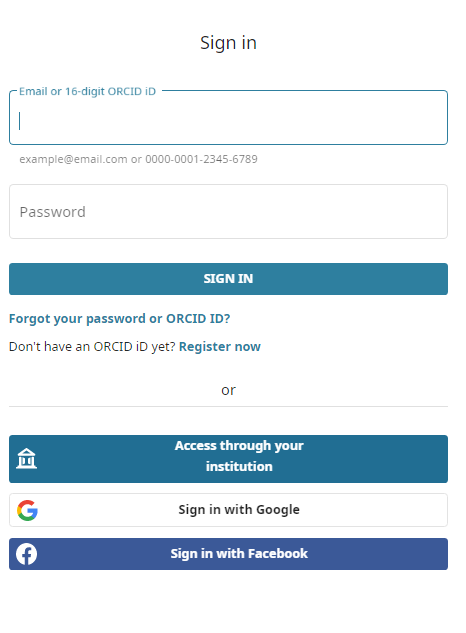 Sign in
Email or 16-digit ORCID iD
example@email.com or 0000-0001-2345-6789
Password
SIGN IN
Forgot your password or ORCID ID?
Don't have an ORCID iD yet? Register now
or
Access through your
institution
Sign in with Google
Sign in with Facebook